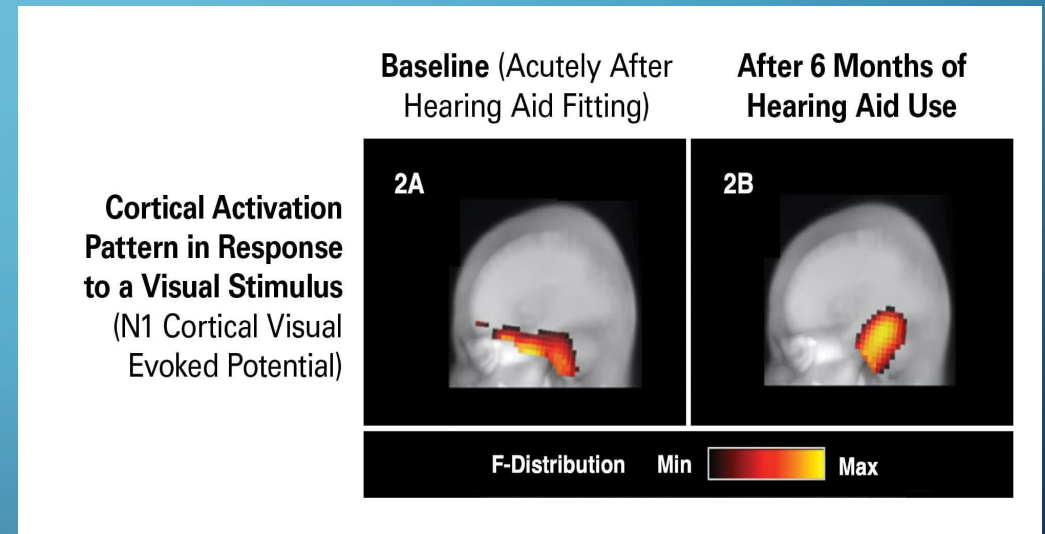 Baseline (Acutely After
Hearing Aid Fitting)
After 6 Months of
Hearing Aid Use
Cortical Activation
Pattern in Response
to a Visual Stimulus
(N1 Cortical Visual
Evoked Potential)
2A
2B
F-Distribution Min Max